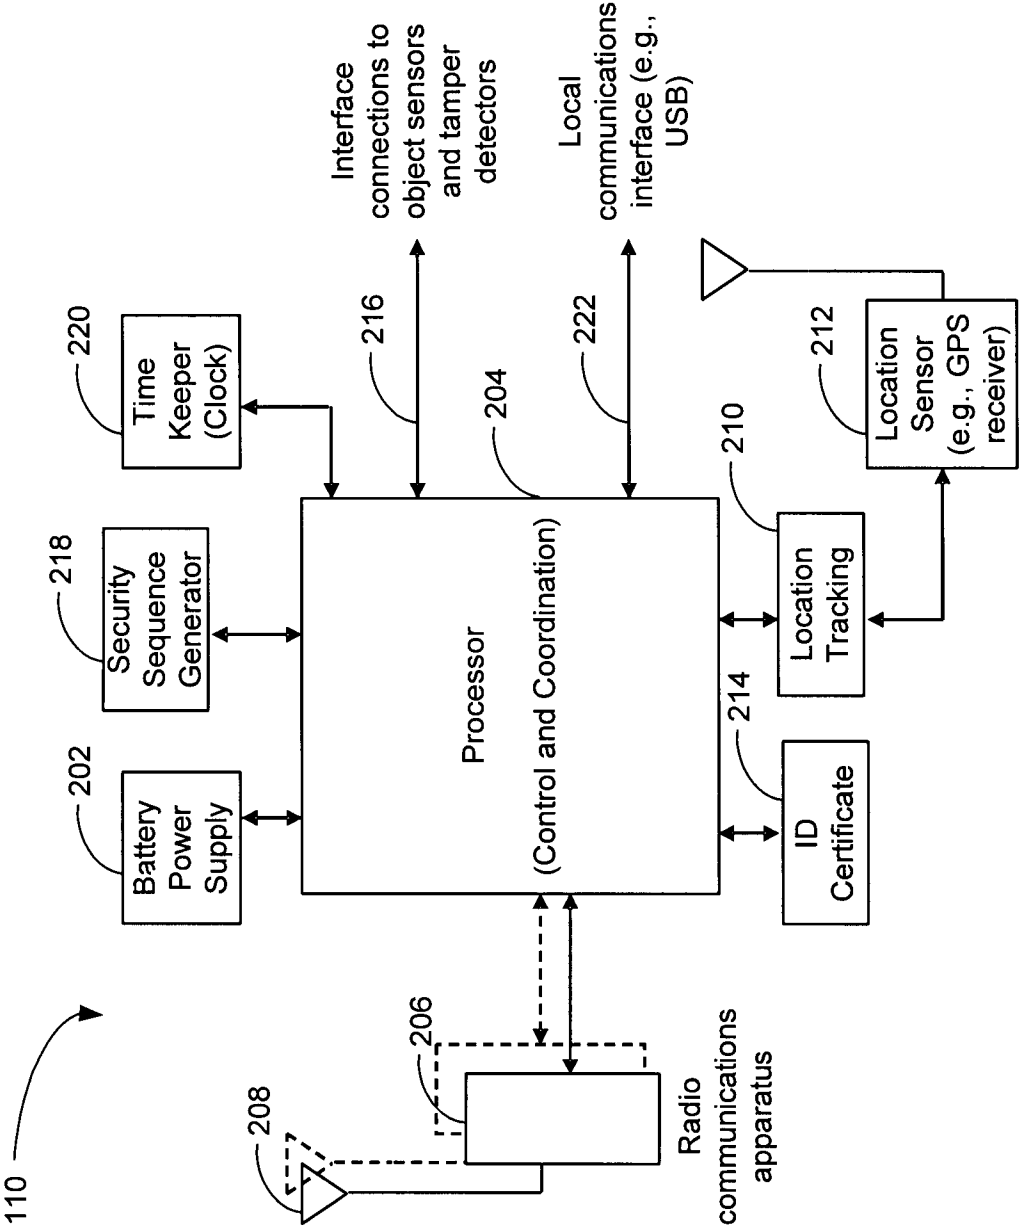 110
208
206
Radio
communications
apparatus
202
Battery
Power
Supply
218
Security
Sequence
Generator
220
Time
Keeper
(Clock)
Processor
(Control and Coordination)
204
216
Interface
connections to
object sensors
and tamper
detectors
222
Local
communications
interface (e.g.,
USB)
214
ID
Certificate
210
Location
Tracking
212
Location
Sensor
(e.g., GPS
receiver)